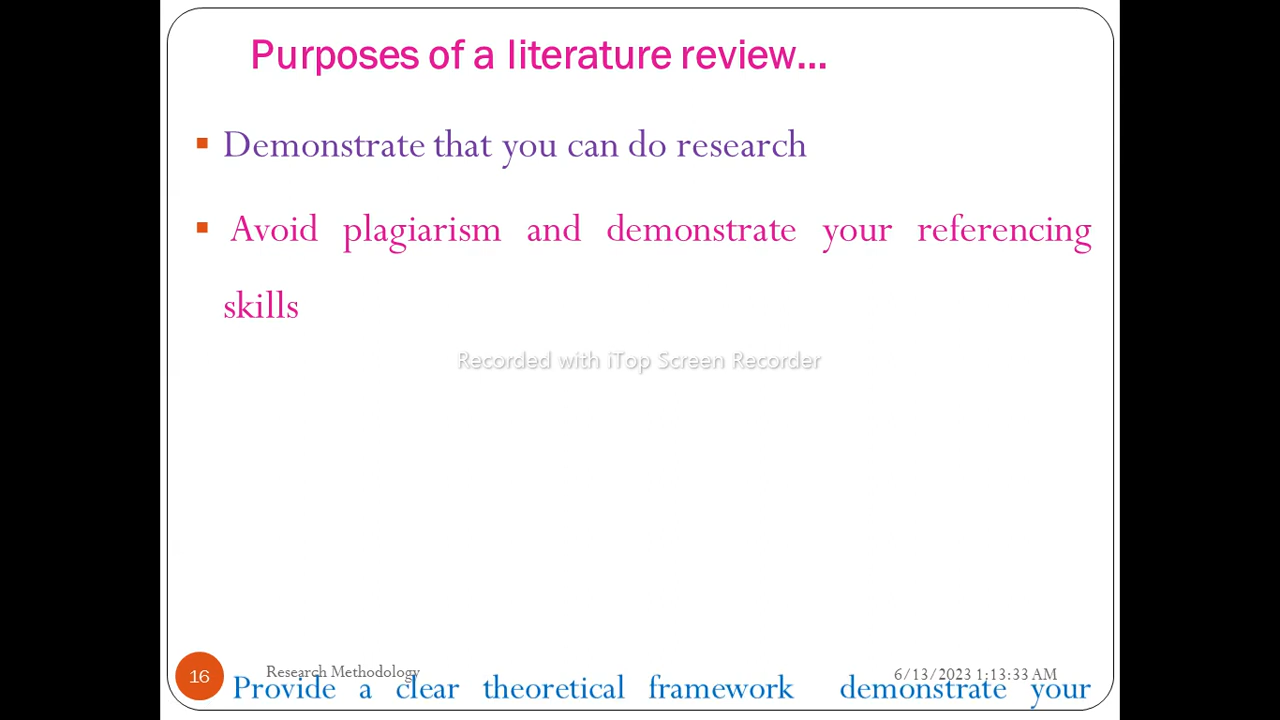 Purposes of a literature review...
Demonstrate that you can do research
Avoid plagiarism and demonstrate your referencing
skills
Recorded with iTop Screen Recorder
16
Research Methodology
6/13/2023 1:13:33 AM
Provide a clear theoretical framework demonstrate your